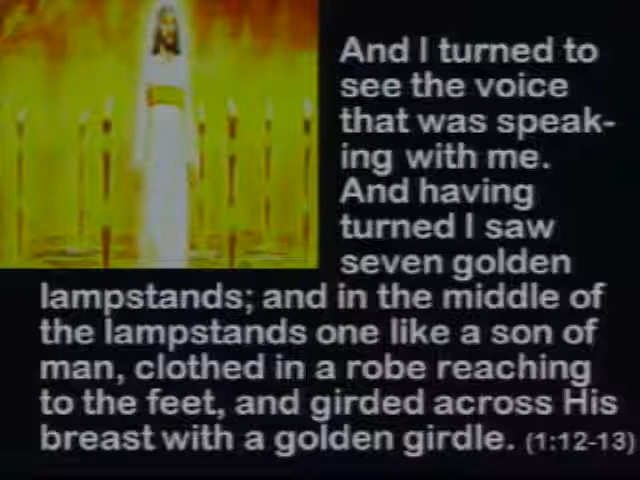 And I turned to
see the voice
that was speak-
ing with me.
And having
turned I saw
seven golden
lampstands; and in the middle of
the lampstands one like a son of
man, clothed in a robe reaching
to the feet, and girded across His
breast with a golden girdle. (1:12-13)